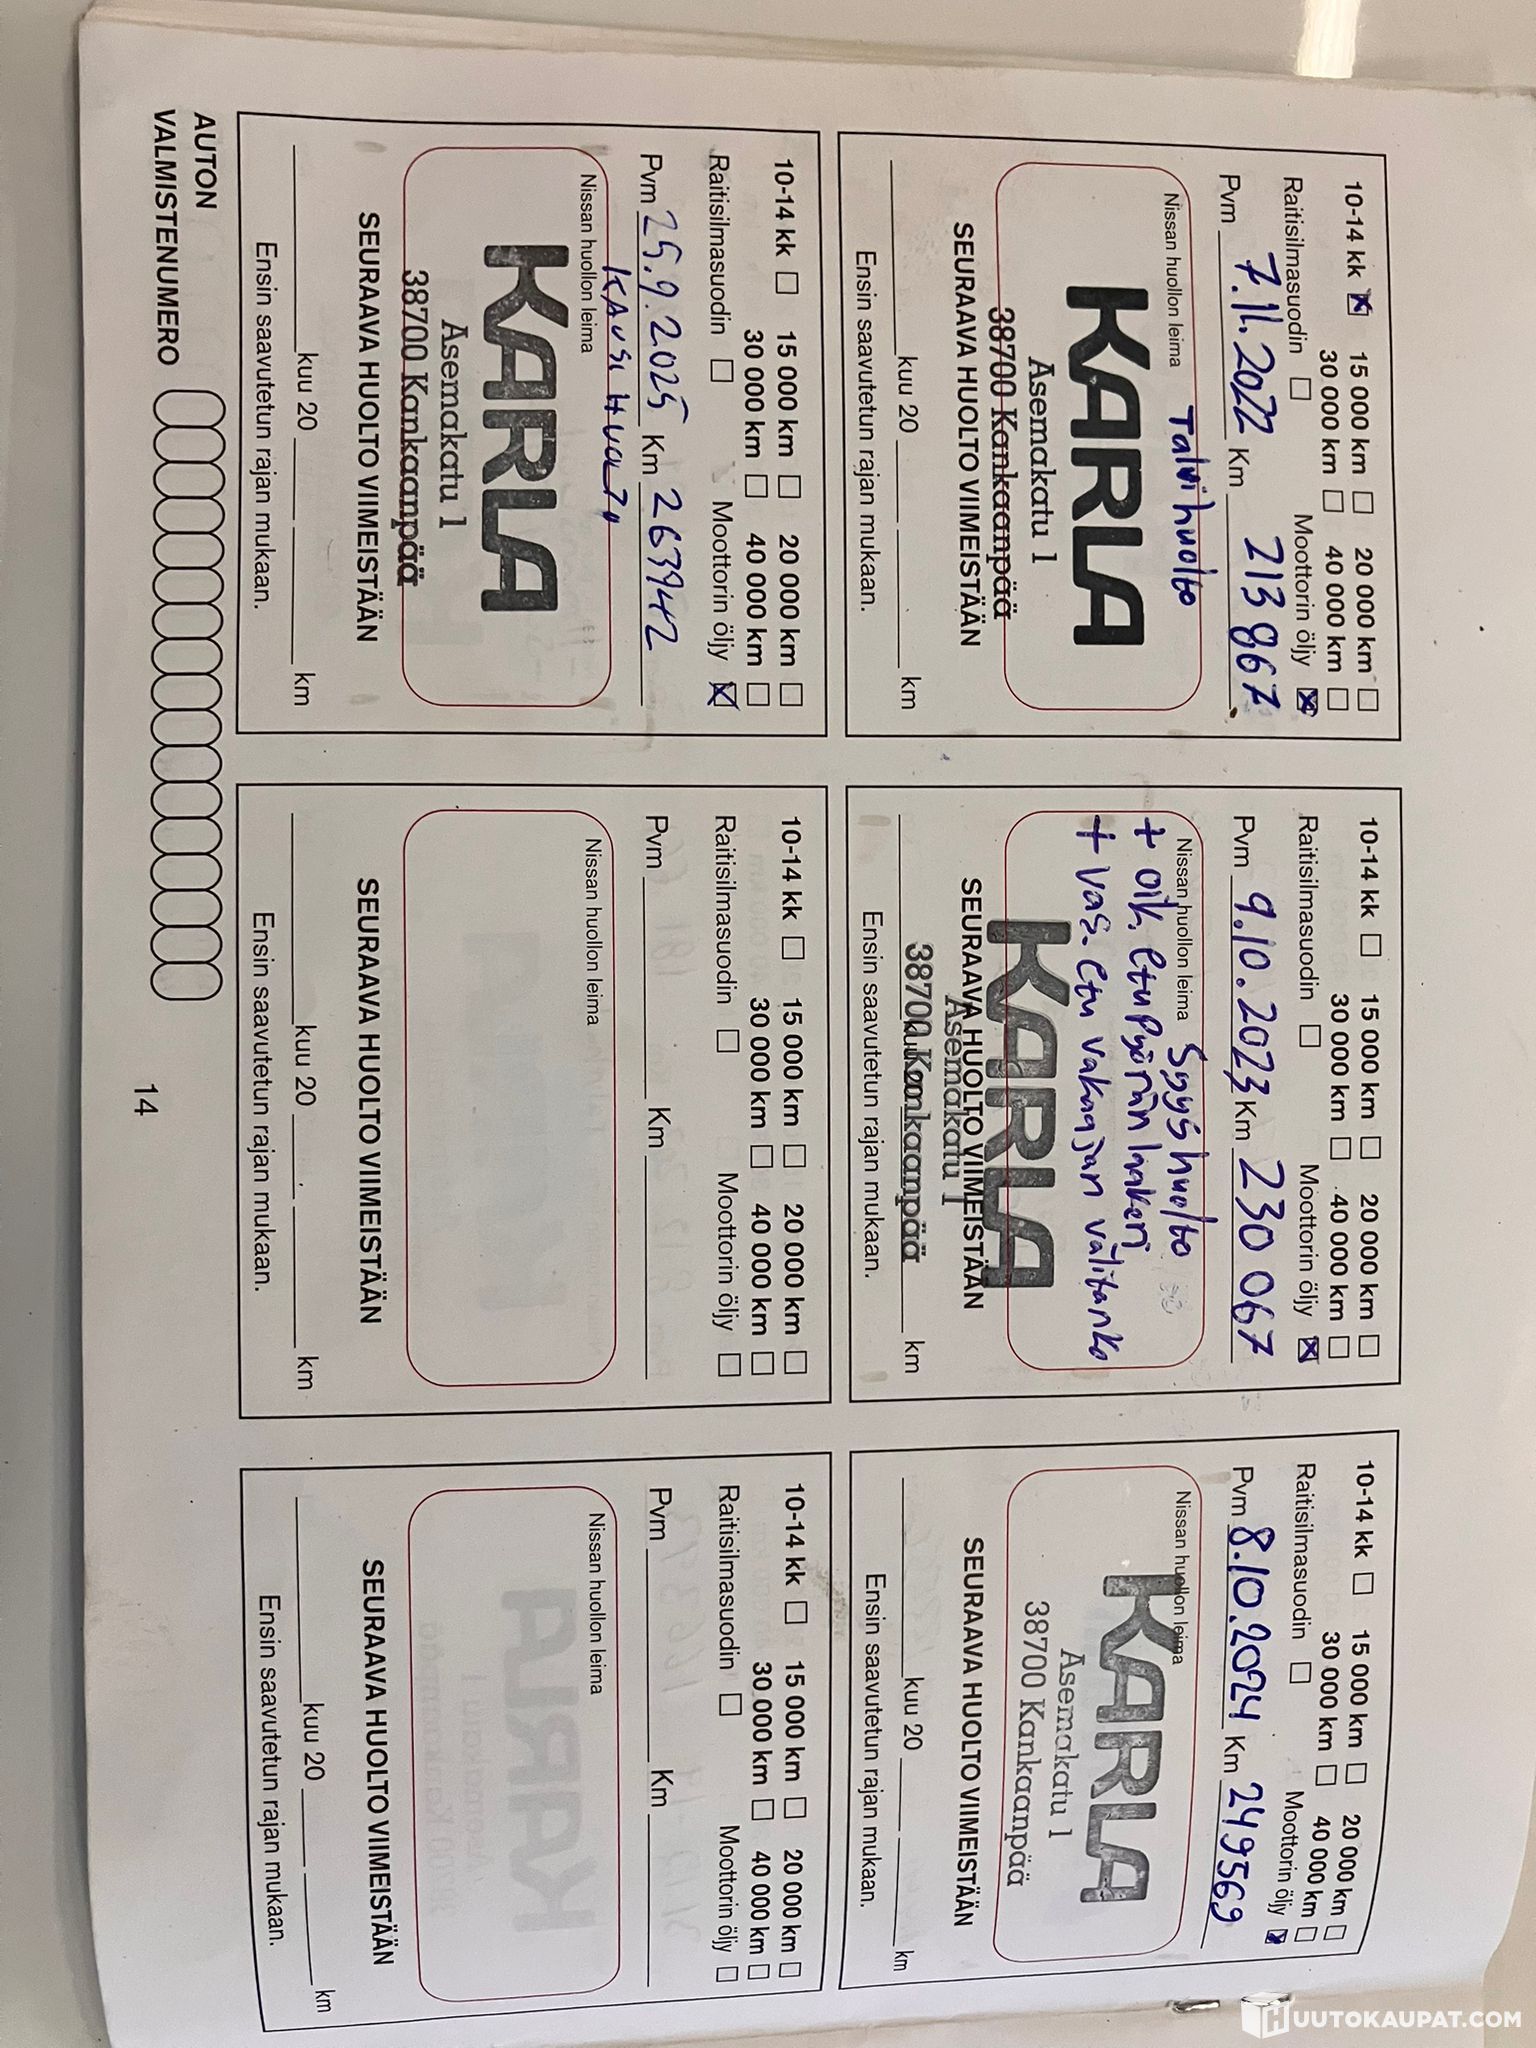 10-14 kk ☒ 15 000 km ☐ 20 000 km ☐
30 000 km ☐ 40 000 km ☐
Raitisilmasuodin ☐ Moottorin öljy ☒
Pvm 7.11.2022 Km 213 867
Nissan huollon leima Talvihuolto
KARLA
Asemakatu 1
38700 Kankaanpää
SEURAAVA HUOLTO VIIMEISTÄÄN
kuu 20 km
Ensin saavutetun rajan mukaan.
10-14 kk ☐ 15 000 km ☐ 20 000 km ☐
30 000 km ☐ 40 000 km ☐
Raitisilmasuodin ☐ Moottorin öljy ☒
Pvm 9.10.2023 Km 230 067
Nissan huollon leima Syyshuolto
+ oik. etupyörän laakeri
+ vas. etu vakaajan välitanko
KARLA
Asemakatu 1
38700 Kankaanpää
SEURAAVA HUOLTO VIIMEISTÄÄN
kuu 20 km
Ensin saavutetun rajan mukaan.
10-14 kk ☐ 15 000 km ☐ 20 000 km ☐
30 000 km ☐ 40 000 km ☐
Raitisilmasuodin ☐ Moottorin öljy ☒
Pvm 8.10.2024 Km 249569
Nissan huollon leima
KARLA
Asemakatu 1
38700 Kankaanpää
SEURAAVA HUOLTO VIIMEISTÄÄN
kuu 20 km
Ensin saavutetun rajan mukaan.
10-14 kk ☐ 15 000 km ☐ 20 000 km ☐
30 000 km ☐ 40 000 km ☐
Raitisilmasuodin ☐ Moottorin öljy ☒
Pvm 25.9.2025 Km 263942
KAUSIHUOLTO
Nissan huollon leima
KARLA
Asemakatu 1
38700 Kankaanpää
SEURAAVA HUOLTO VIIMEISTÄÄN
kuu 20 km
Ensin saavutetun rajan mukaan.
10-14 kk ☐ 15 000 km ☐ 20 000 km ☐
30 000 km ☐ 40 000 km ☐
Raitisilmasuodin ☐ Moottorin öljy ☐
Pvm Km
Nissan huollon leima
SEURAAVA HUOLTO VIIMEISTÄÄN
kuu 20 km
Ensin saavutetun rajan mukaan.
10-14 kk ☐ 15 000 km ☐ 20 000 km ☐
30 000 km ☐ 40 000 km ☐
Raitisilmasuodin ☐ Moottorin öljy ☐
Pvm Km
Nissan huollon leima
SEURAAVA HUOLTO VIIMEISTÄÄN
kuu 20 km
Ensin saavutetun rajan mukaan.
AUTON
VALMISTENUMERO
14
HUUTOKAUPAT.COM